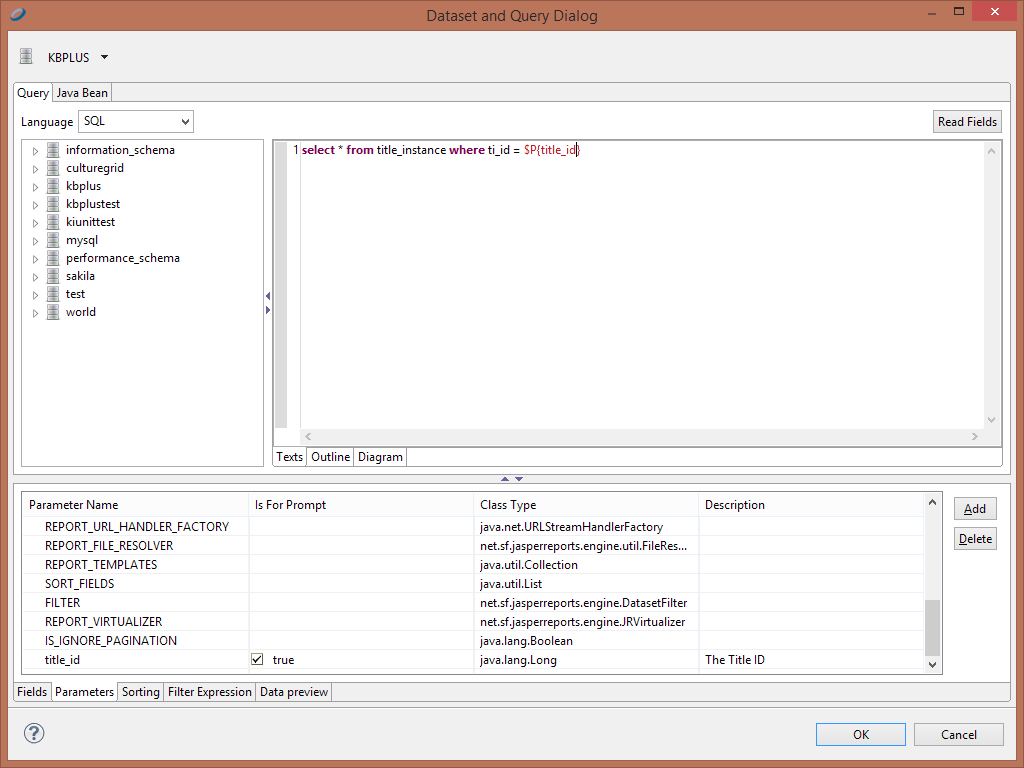 Dataset and Query Dialog
KBPLUS
Query Java Bean
Language SQL Read Fields
information_schema
culturegrid
kbplus
kbplustest
kiunittest
mysql
performance_schema
sakila
test
world
1 select * from title_instance where ti_id = $P{title_id}
Texts Outline Diagram
Parameter Name Is For Prompt Class Type Description
REPORT_URL_HANDLER_FACTORY java.net.URLStreamHandlerFactory
REPORT_FILE_RESOLVER net.sf.jasperreports.engine.util.FileRes...
REPORT_TEMPLATES java.util.Collection
SORT_FIELDS java.util.List
FILTER net.sf.jasperreports.engine.DatasetFilter
REPORT_VIRTUALIZER net.sf.jasperreports.engine.JRVirtualizer
IS_IGNORE_PAGINATION java.lang.Boolean
title_id true java.lang.Long The Title ID
Add
Delete
Fields Parameters Sorting Filter Expression Data preview
? OK Cancel